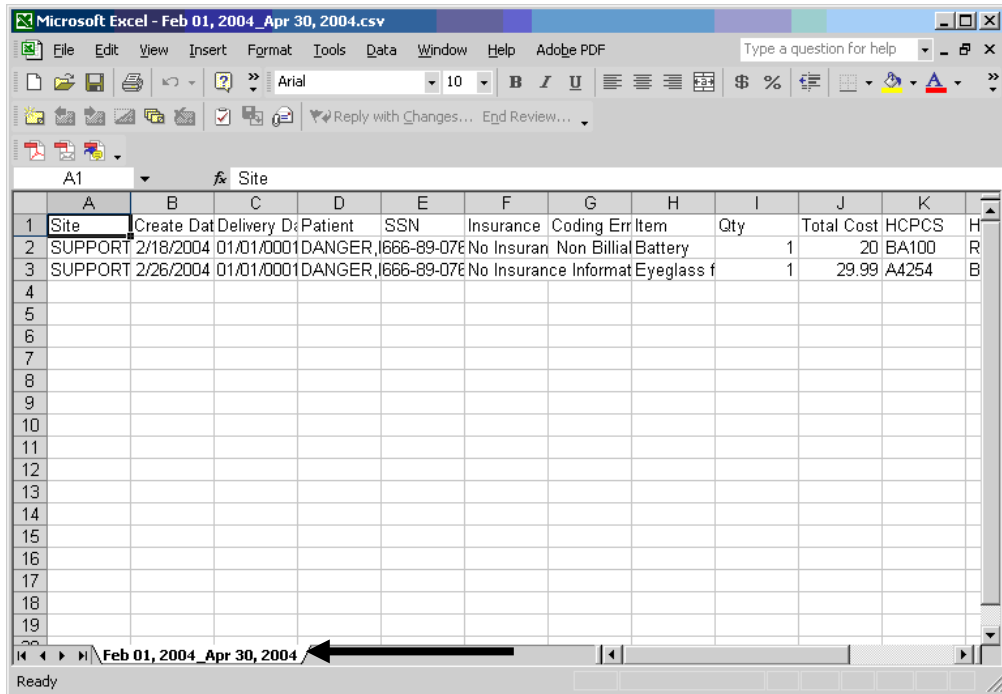 Microsoft Excel - Feb 01, 2004_Apr 30, 2004.csv
File Edit View Insert Format Tools Data Window Help Adobe PDF Type a question for help
Arial 10 B I U $ % A
Reply with Changes... End Review...
A1 fx Site
A B C D E F G H I J K
1 Site Create Dat Delivery Da Patient SSN Insurance Coding Err Item Qty Total Cost HCPCS H
2 SUPPORT 2/18/2004 01/01/0001 DANGER, 666-89-076 No Insuran Non Billial Battery 1 20 BA100 R
3 SUPPORT 2/26/2004 01/01/0001 DANGER, 666-89-076 No Insurance Informat Eyeglass f 1 29.99 A4254 B
4
5
6
7
8
9
10
11
12
13
14
15
16
17
18
19
Feb 01, 2004_Apr 30, 2004
Ready